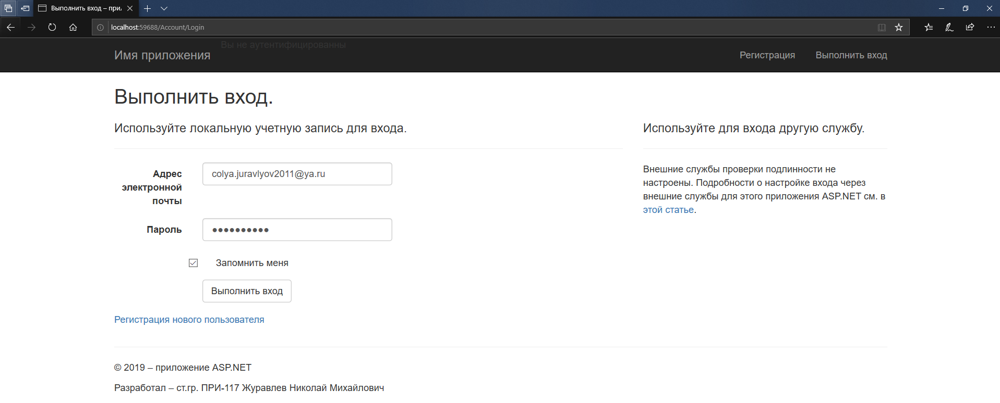 Выполнить вход – при
localhost:59688/Account/Login
Вы не аутентифицированны
Имя приложения
Регистрация
Выполнить вход
Выполнить вход.
Используйте локальную учетную запись для входа.
Адрес
электронной
почты
colya.juravlyov2011@ya.ru
Пароль
Запомнить меня
Выполнить вход
Регистрация нового пользователя
Используйте для входа другую службу.
Внешние службы проверки подлинности не
настроены. Подробности о настройке входа через
внешние службы для этого приложения ASP.NET см. в
этой статье.
© 2019 – приложение ASP.NET
Разработал – ст.гр. ПРИ-117 Журавлев Николай Михайлович